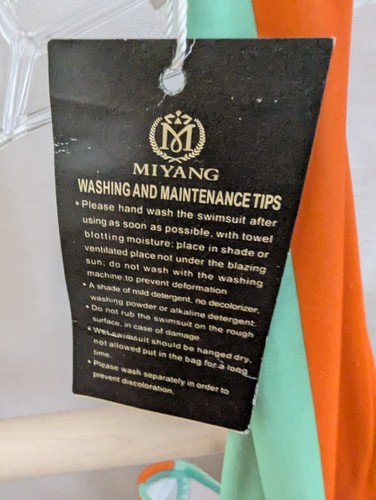 M
MIYANG
WASHING AND MAINTENANCE TIPS
• Please hand wash the swimsuit after
using as soon as possible, with towel
blotting moisture; place in shade or
ventilated place not under the blazing
sun; do not wash with the washing
machine;to prevent deformation
• A shade of mild detergent, no decolorizer,
washing powder or alkaline detergent.
• Do not rub the swimsuit on the rough
surface, in case of damage.
• Wet swimsuit should be hanged dry,
not allowed put in the bag for a long
time.
• Please wash separately in order to
prevent discoloration.